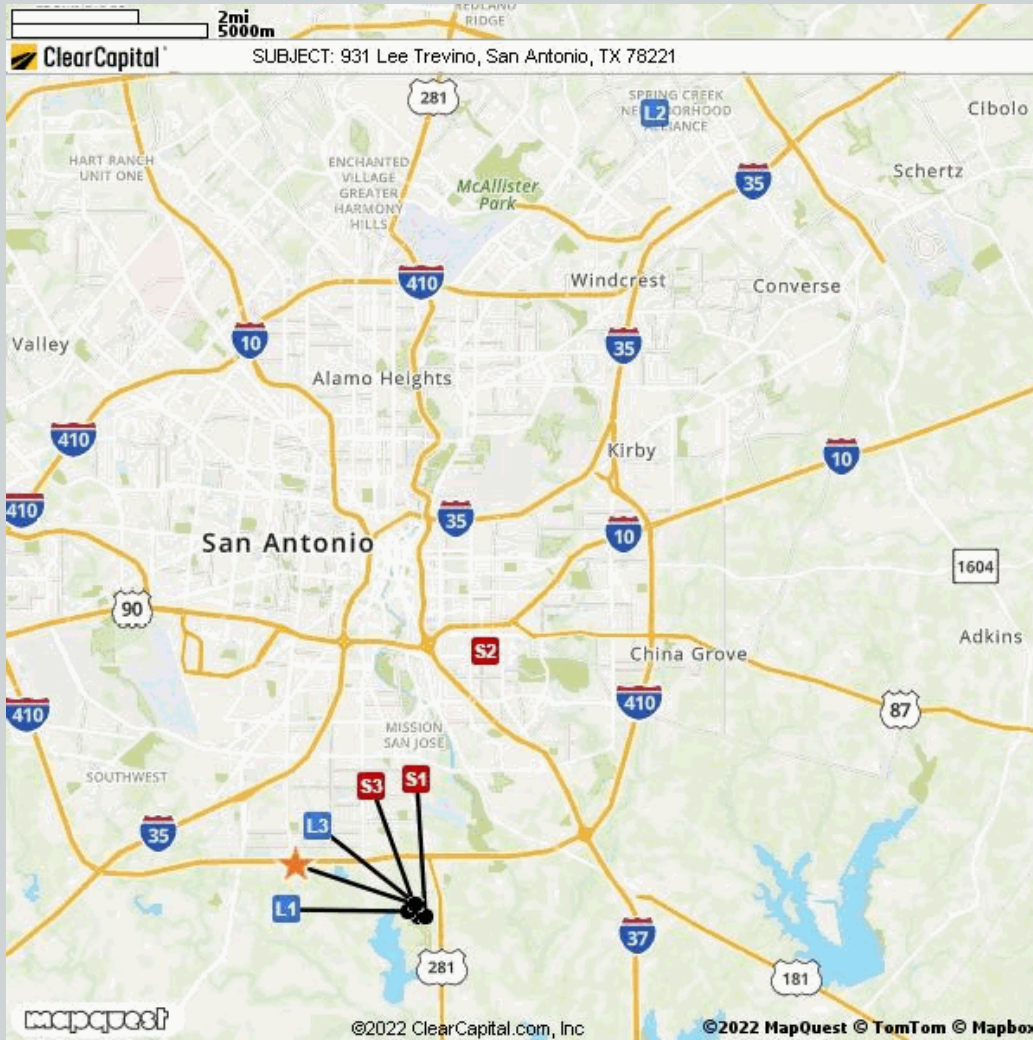 REDLAND
RIDGE
2mi
5000m
ClearCapital
SUBJECT: 931 Lee Trevino, San Antonio, TX 78221
281
SPRING CREEK
L2
Cibolo
HART RANCH
UNIT ONE
ENCHANTED
VILLAGE
GREATER
HARMONY
HILLS
McAllister
Park
35
Schertz
410
Windcrest
Converse
10
35
Valley
Alamo Heights
410
Kirby
10
410
35
10
San Antonio
1604
90
S2
China Grove
Adkins
410
410
87
MISSION
SAN JOSE
SOUTHWEST
S3
S1
L3
35
L1
37
281
181
mapquest
©2022 ClearCapital.com, Inc
©2022 MapQuest © TomTom © Mapbox